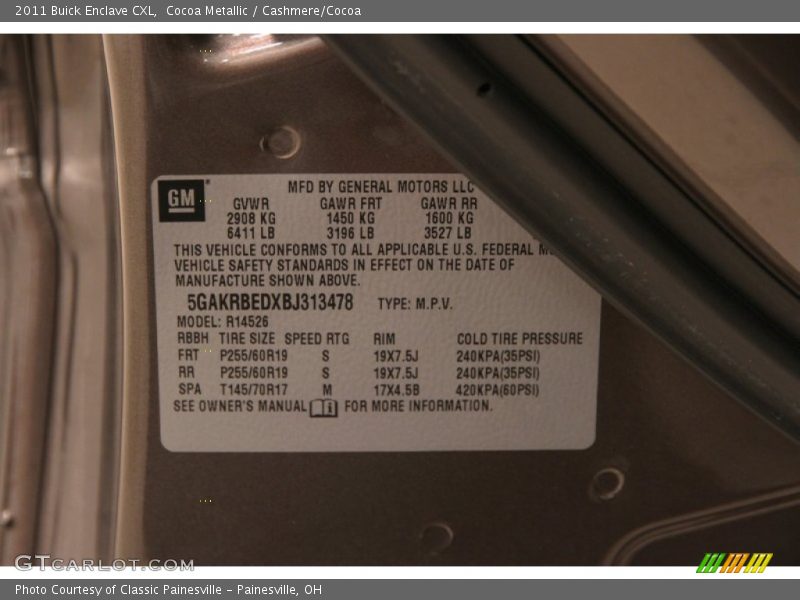 2011 Buick Enclave CXL, Cocoa Metallic / Cashmere/Cocoa
GM
MFD BY GENERAL MOTORS LLC
GVWR GAWR FRT GAWR RR
2908 KG 1450 KG 1600 KG
6411 LB 3196 LB 3527 LB
THIS VEHICLE CONFORMS TO ALL APPLICABLE U.S. FEDERAL
VEHICLE SAFETY STANDARDS IN EFFECT ON THE DATE OF
MANUFACTURE SHOWN ABOVE.
5GAKRBEDXBJ313478 TYPE: M.P.V.
MODEL: R14526
RBBH TIRE SIZE SPEED RTG RIM COLD TIRE PRESSURE
FRT P255/60R19 S 19X7.5J 240KPA(35PSI)
RR P255/60R19 S 19X7.5J 240KPA(35PSI)
SPA T145/70R17 M 17X4.5B 420KPA(60PSI)
SEE OWNER'S MANUAL FOR MORE INFORMATION.
GTcarlot.com
Photo Courtesy of Classic Painesville – Painesville, OH